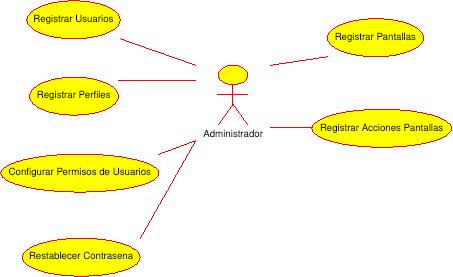 Registrar Usuarios
Registrar Pantallas
Registrar Perfiles
Administrador
Registrar Acciones Pantallas
Configurar Permisos de Usuarios
Restablecer Contrasena